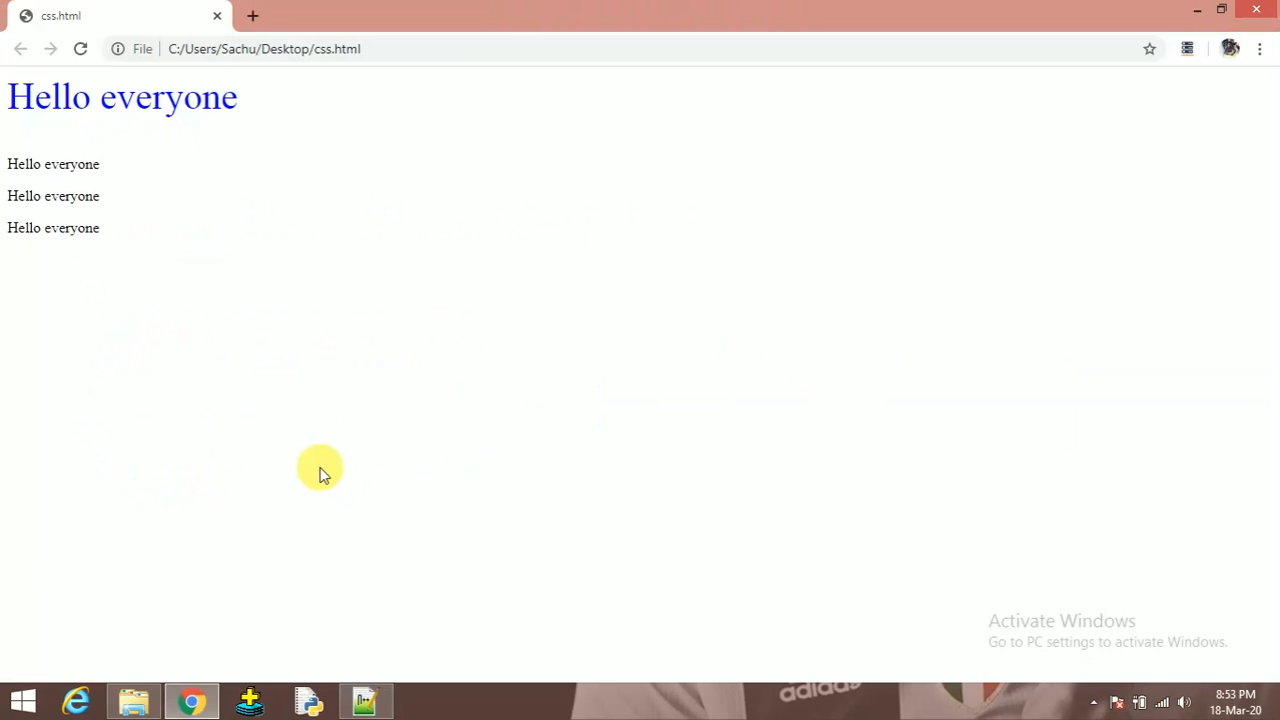 css.html
File
C:/Users/Sachu/Desktop/css.html
Hello everyone
Hello everyone
Hello everyone
Hello everyone
Activate Windows
Go to PC settings to activate Windows.
adidas
8:53 PM
18-Mar-20